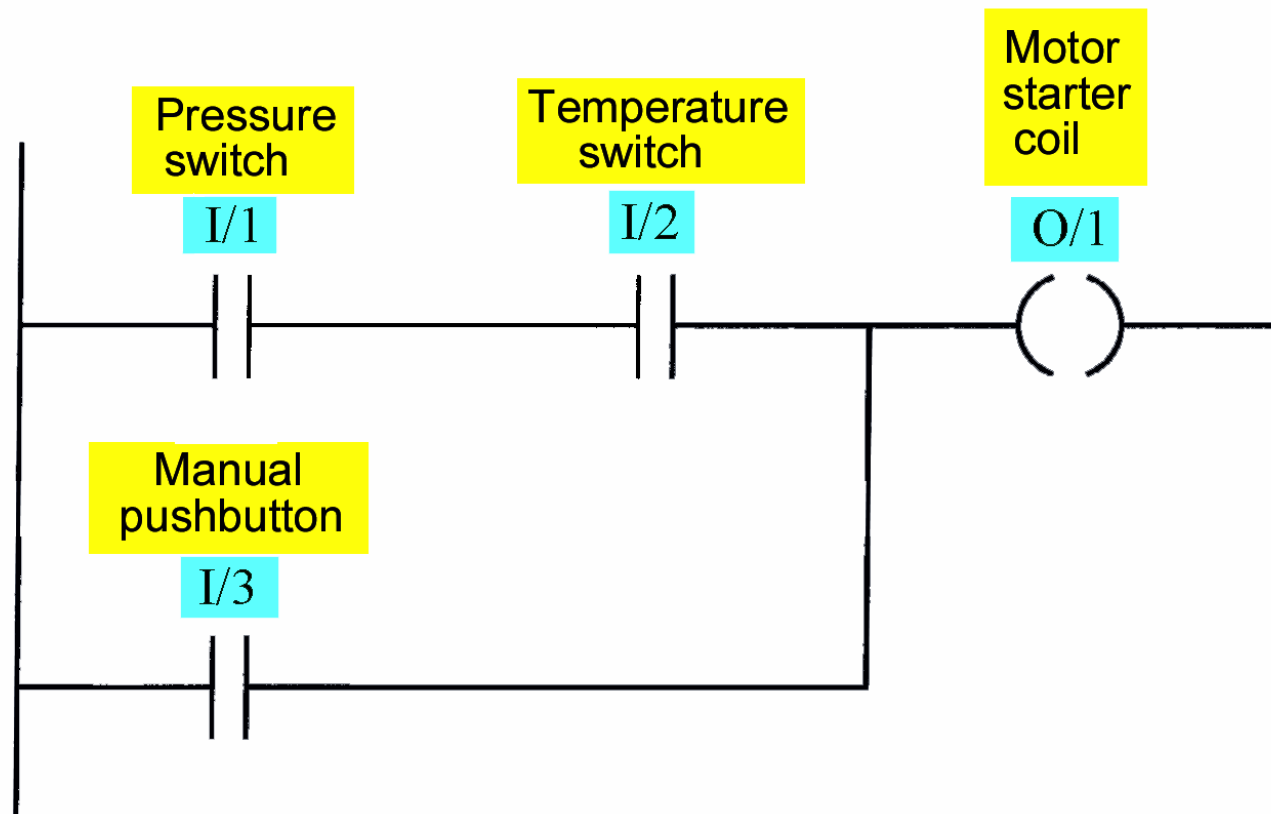 Pressure
switch
I/1
Temperature
switch
I/2
Motor
starter
coil
O/1
Manual
pushbutton
I/3